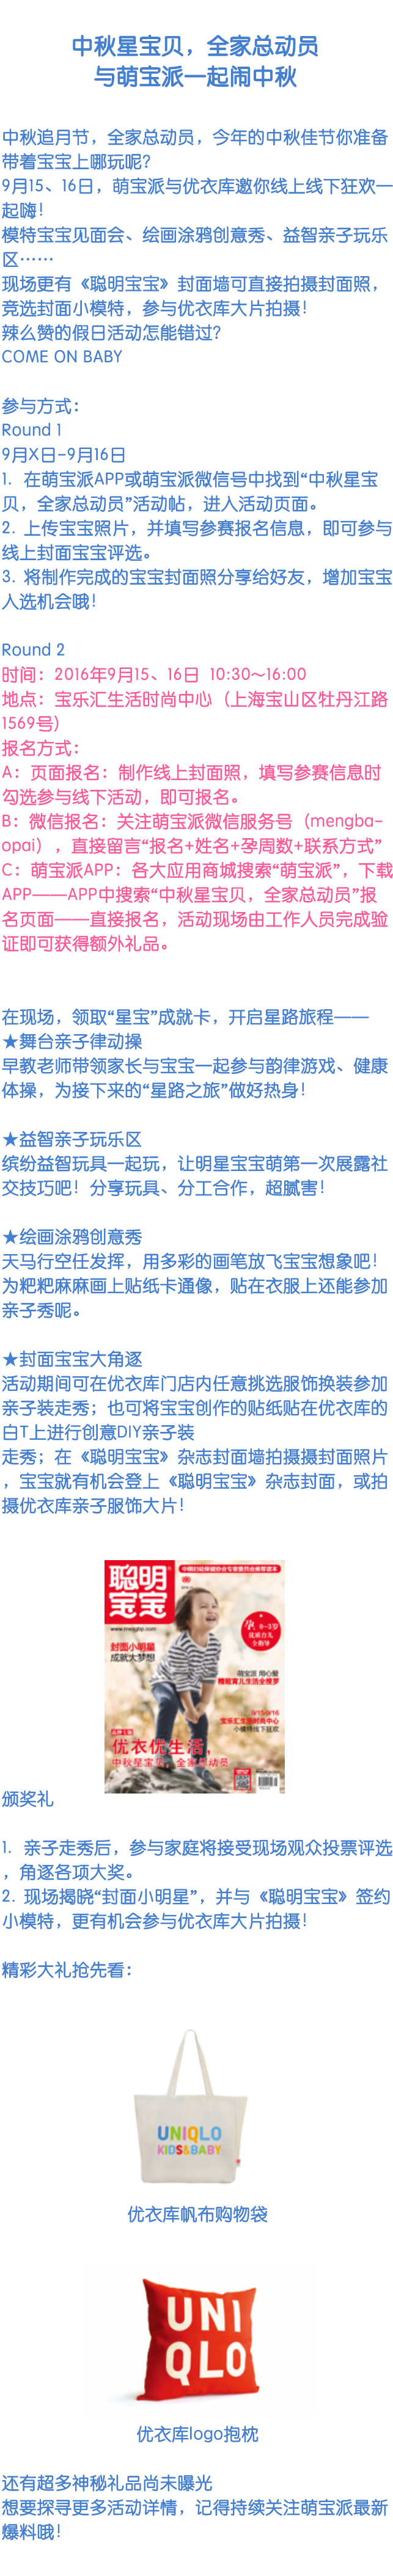 中秋星宝贝，全家总动员
与萌宝派一起闹中秋
中秋追月节，全家总动员，今年的中秋佳节你准备
带着宝宝上哪玩呢？
9月15、16日，萌宝派与优衣库邀你线上线下狂欢一
起嗨！
模特宝宝见面会、绘画涂鸦创意秀、益智亲子玩乐
区……
现场更有《聪明宝宝》封面墙可直接拍摄封面照，
竞选封面小模特，参与优衣库大片拍摄！
辣么赞的假日活动怎能错过？
COME ON BABY
参与方式：
Round 1
9月X日-9月16日
1. 在萌宝派APP或萌宝派微信号中找到“中秋星宝
贝，全家总动员”活动帖，进入活动页面。
2. 上传宝宝照片，并填写参赛报名信息，即可参与
线上封面宝宝评选。
3. 将制作完成的宝宝封面照分享给好友，增加宝宝
入选机会哦！
Round 2
时间：2016年9月15、16日 10:30~16:00
地点：宝乐汇生活时尚中心（上海宝山区牡丹江路
1569号）
报名方式：
A：页面报名：制作线上封面照，填写参赛信息时
勾选参与线下活动，即可报名。
B：微信报名：关注萌宝派微信服务号（mengba-
opai），直接留言“报名+姓名+孕周数+联系方式”
C：萌宝派APP：各大应用商城搜索“萌宝派”，下载
APP——APP中搜索“中秋星宝贝，全家总动员”报
名页面——直接报名，活动现场由工作人员完成验
证即可获得额外礼品。
在现场，领取“星宝”成就卡，开启星路旅程——
★舞台亲子律动操
早教老师带领家长与宝宝一起参与韵律游戏、健康
体操，为接下来的“星路之旅”做好热身！
★益智亲子玩乐区
缤纷益智玩具一起玩，让明星宝宝萌第一次展露社
交技巧吧！分享玩具、分工合作，超腻害！
★绘画涂鸦创意秀
天马行空任发挥，用多彩的画笔放飞宝宝想象吧！
为粑粑麻麻画上贴纸卡通像，贴在衣服上还能参加
亲子秀呢。
★封面宝宝大角逐
活动期间可在优衣库门店内任意挑选服饰换装参加
亲子装走秀；也可将宝宝创作的贴纸贴在优衣库的
白T上进行创意DIY亲子装
走秀；在《聪明宝宝》杂志封面墙拍摄摄封面照片
，宝宝就有机会登上《聪明宝宝》杂志封面，或拍
摄优衣库亲子服饰大片！
聪明
宝宝
孕 0~3岁
优质育儿
全指导
封面小明星
成就大梦想
萌宝派 用心爱
9/15-9/16
宝乐汇生活时尚中心
小模特线下狂欢
优衣优生活，
中秋星宝贝，全家总动员
颁奖礼
1. 亲子走秀后，参与家庭将接受现场观众投票评选
，角逐各项大奖。
2. 现场揭晓“封面小明星”，并与《聪明宝宝》签约
小模特，更有机会参与优衣库大片拍摄！
精彩大礼抢先看：
UNIQLO
KIDS&BABY
优衣库帆布购物袋
UNI
QLO
优衣库logo抱枕
还有超多神秘礼品尚未曝光
想要探寻更多活动详情，记得持续关注萌宝派最新
爆料哦！